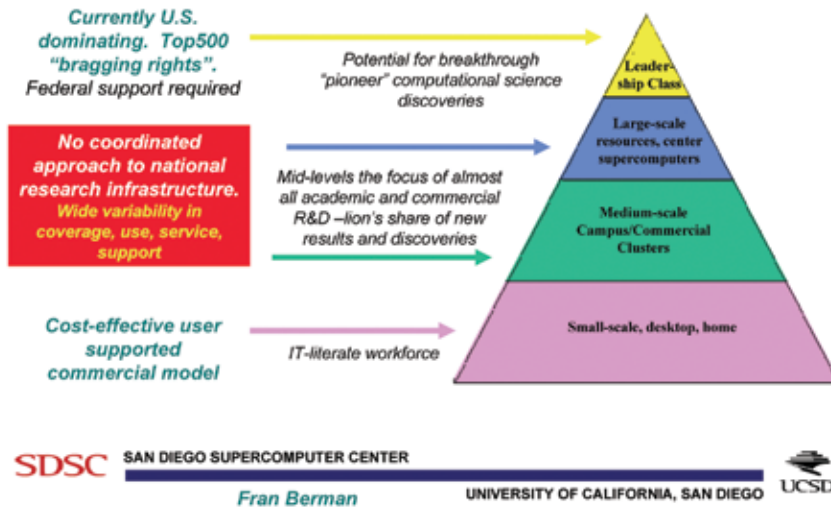 Currently U.S.
dominating. Top500
“bragging rights”.
Federal support required
Potential for breakthrough
“pioneer” computational science
discoveries
Leader-
ship Class
No coordinated
approach to national
research infrastructure.
Wide variability in
coverage, use, service,
support
Mid-levels the focus of almost
all academic and commercial
R&D –lion’s share of new
results and discoveries
Large-scale
resources, center
supercomputers
Medium-scale
Campus/Commercial
Clusters
Cost-effective user
supported
commercial model
IT-literate workforce
Small-scale, desktop, home
SDSC
SAN DIEGO SUPERCOMPUTER CENTER
Fran Berman
UNIVERSITY OF CALIFORNIA, SAN DIEGO
UCSD